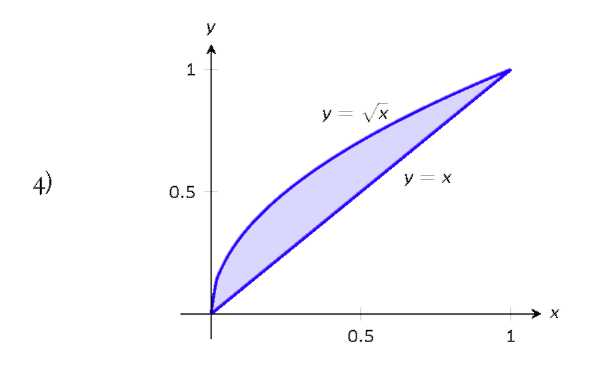 y
1
y = √x
4)
0.5
y = x
x
0.5
1